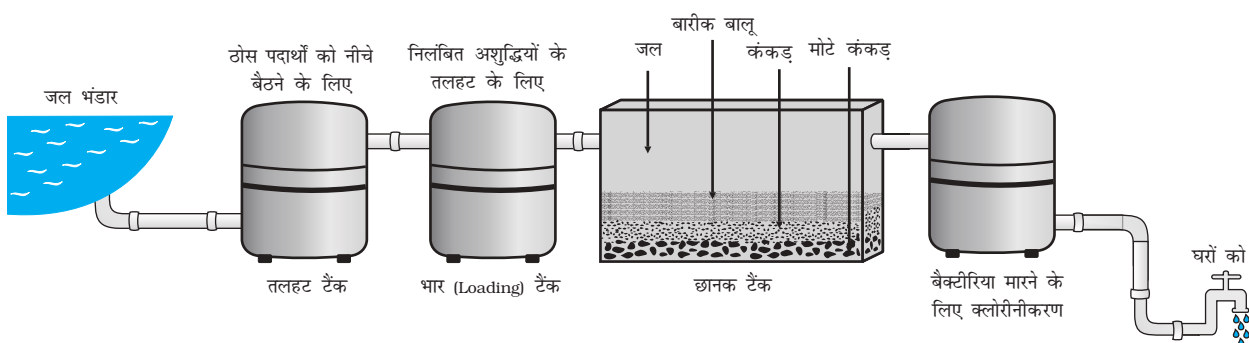 जल भंडार
ठोस पदार्थों को नीचे
बैठने के लिए
निलंबित अशुद्धियों के
तलहट के लिए
जल
बारीक बालू
कंकड़
मोटे कंकड़
तलहट टैंक
भार (Loading) टैंक
छानक टैंक
बैक्टीरिया मारने के
लिए क्लोरीनीकरण
घरों को